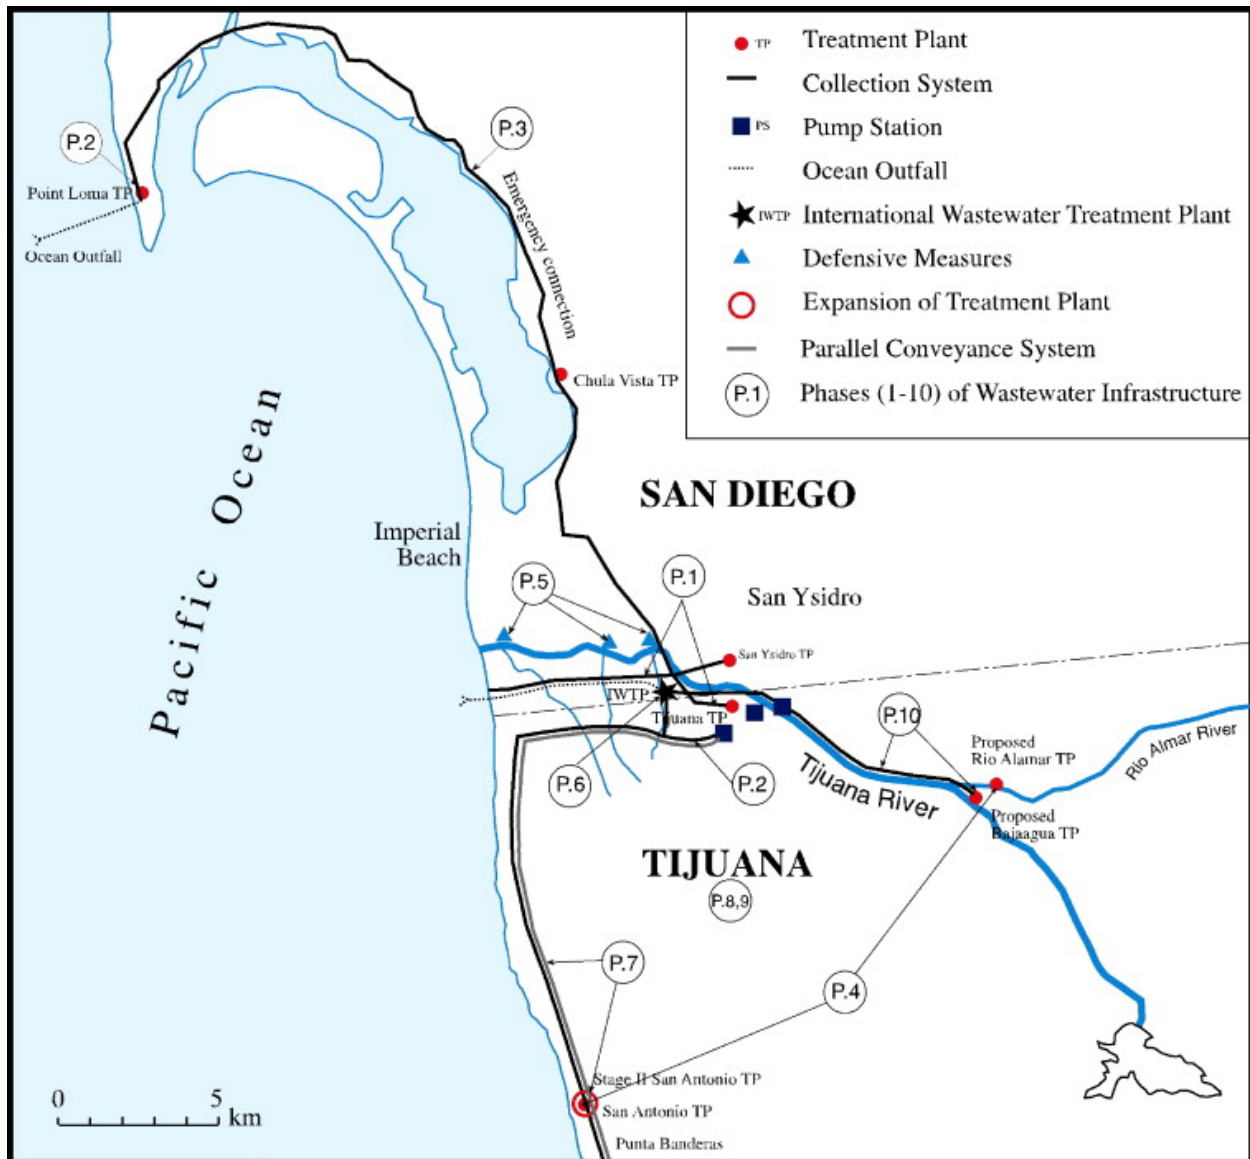 TP Treatment Plant
Collection System
PS Pump Station
Ocean Outfall
IWTP International Wastewater Treatment Plant
Defensive Measures
Expansion of Treatment Plant
Parallel Conveyance System
P.1 Phases (1-10) of Wastewater Infrastructure
P.2
P.3
Point Loma TP
Ocean Outfall
Emergency connection
Chula Vista TP
Pacific Ocean
SAN DIEGO
Imperial
Beach
P.5
P.1
San Ysidro
San Ysidro TP
IWTP
Tijuana TP
P.10
Proposed
Rio Alamar TP
Rio Almar River
P.6
P.2
Tijuana River
Proposed
Bajaagua TP
TIJUANA
P.8,9
P.7
P.4
Stage II San Antonio TP
San Antonio TP
Punta Banderas
0 5
km